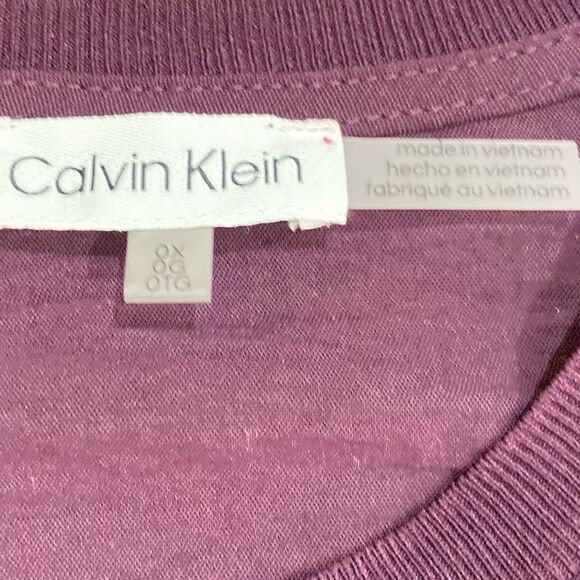 Calvin Klein
made in vietnam
hecho en vietnam
fabriqué au vietnam
0X
0G
0TG